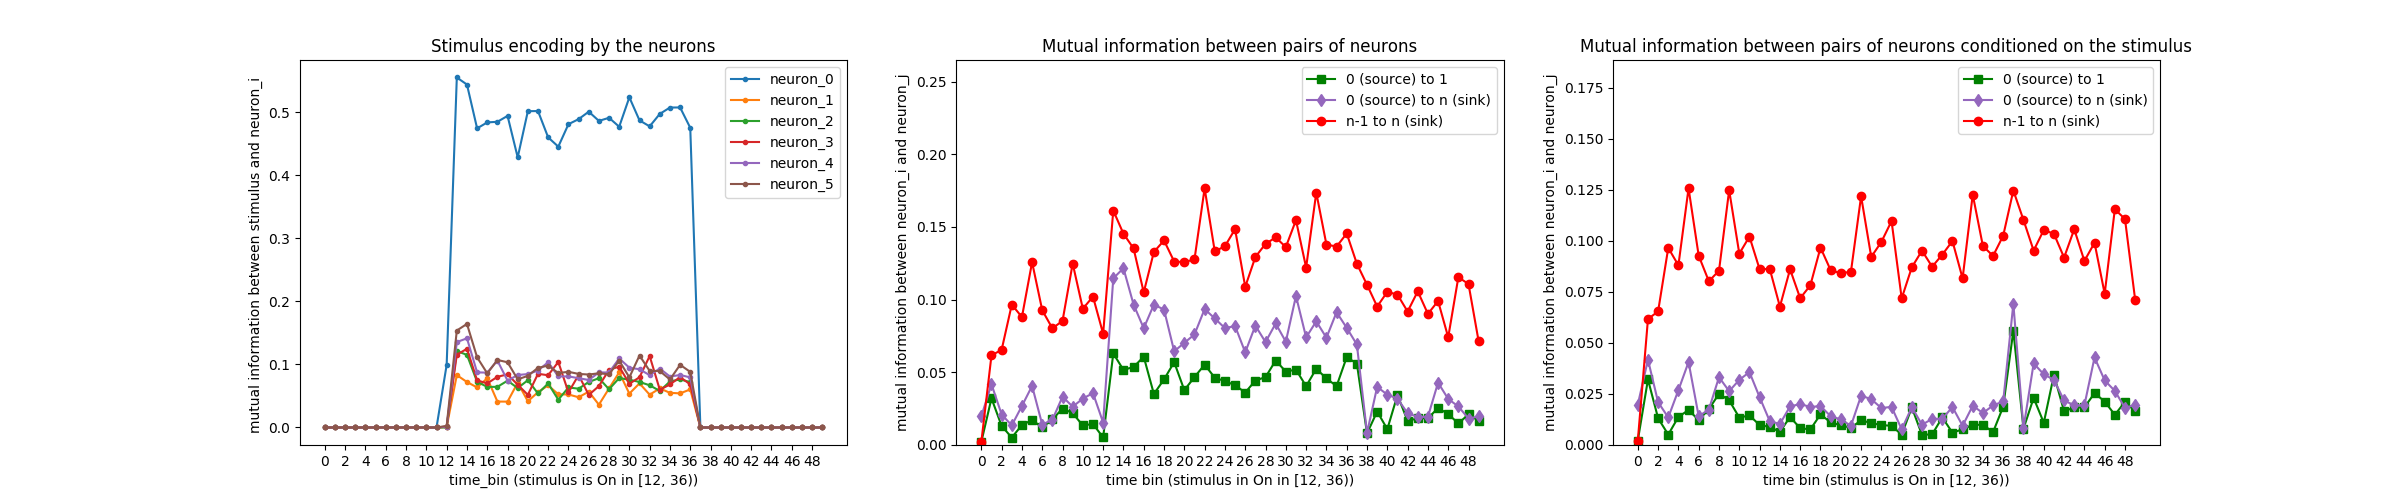 Stimulus encoding by the neurons
mutual information between stimulus and neuron_i
0.5
0.4
0.3
0.2
0.1
0.0
neuron_0
neuron_1
neuron_2
neuron_3
neuron_4
neuron_5
0 2 4 6 8 10 12 14 16 18 20 22 24 26 28 30 32 34 36 38 40 42 44 46 48
time_bin (stimulus is On in [12, 36))
Mutual information between pairs of neurons
mutual information between neuron_i and neuron_j
0.25
0.20
0.15
0.10
0.05
0.00
0 (source) to 1
0 (source) to n (sink)
n-1 to n (sink)
0 2 4 6 8 10 12 14 16 18 20 22 24 26 28 30 32 34 36 38 40 42 44 46 48
time bin (stimulus in On in [12, 36))
Mutual information between pairs of neurons conditioned on the stimulus
mutual information between neuron_i and neuron_j
0.175
0.150
0.125
0.100
0.075
0.050
0.025
0.000
0 (source) to 1
0 (source) to n (sink)
n-1 to n (sink)
0 2 4 6 8 10 12 14 16 18 20 22 24 26 28 30 32 34 36 38 40 42 44 46 48
time bin (stimulus is On in [12, 36))